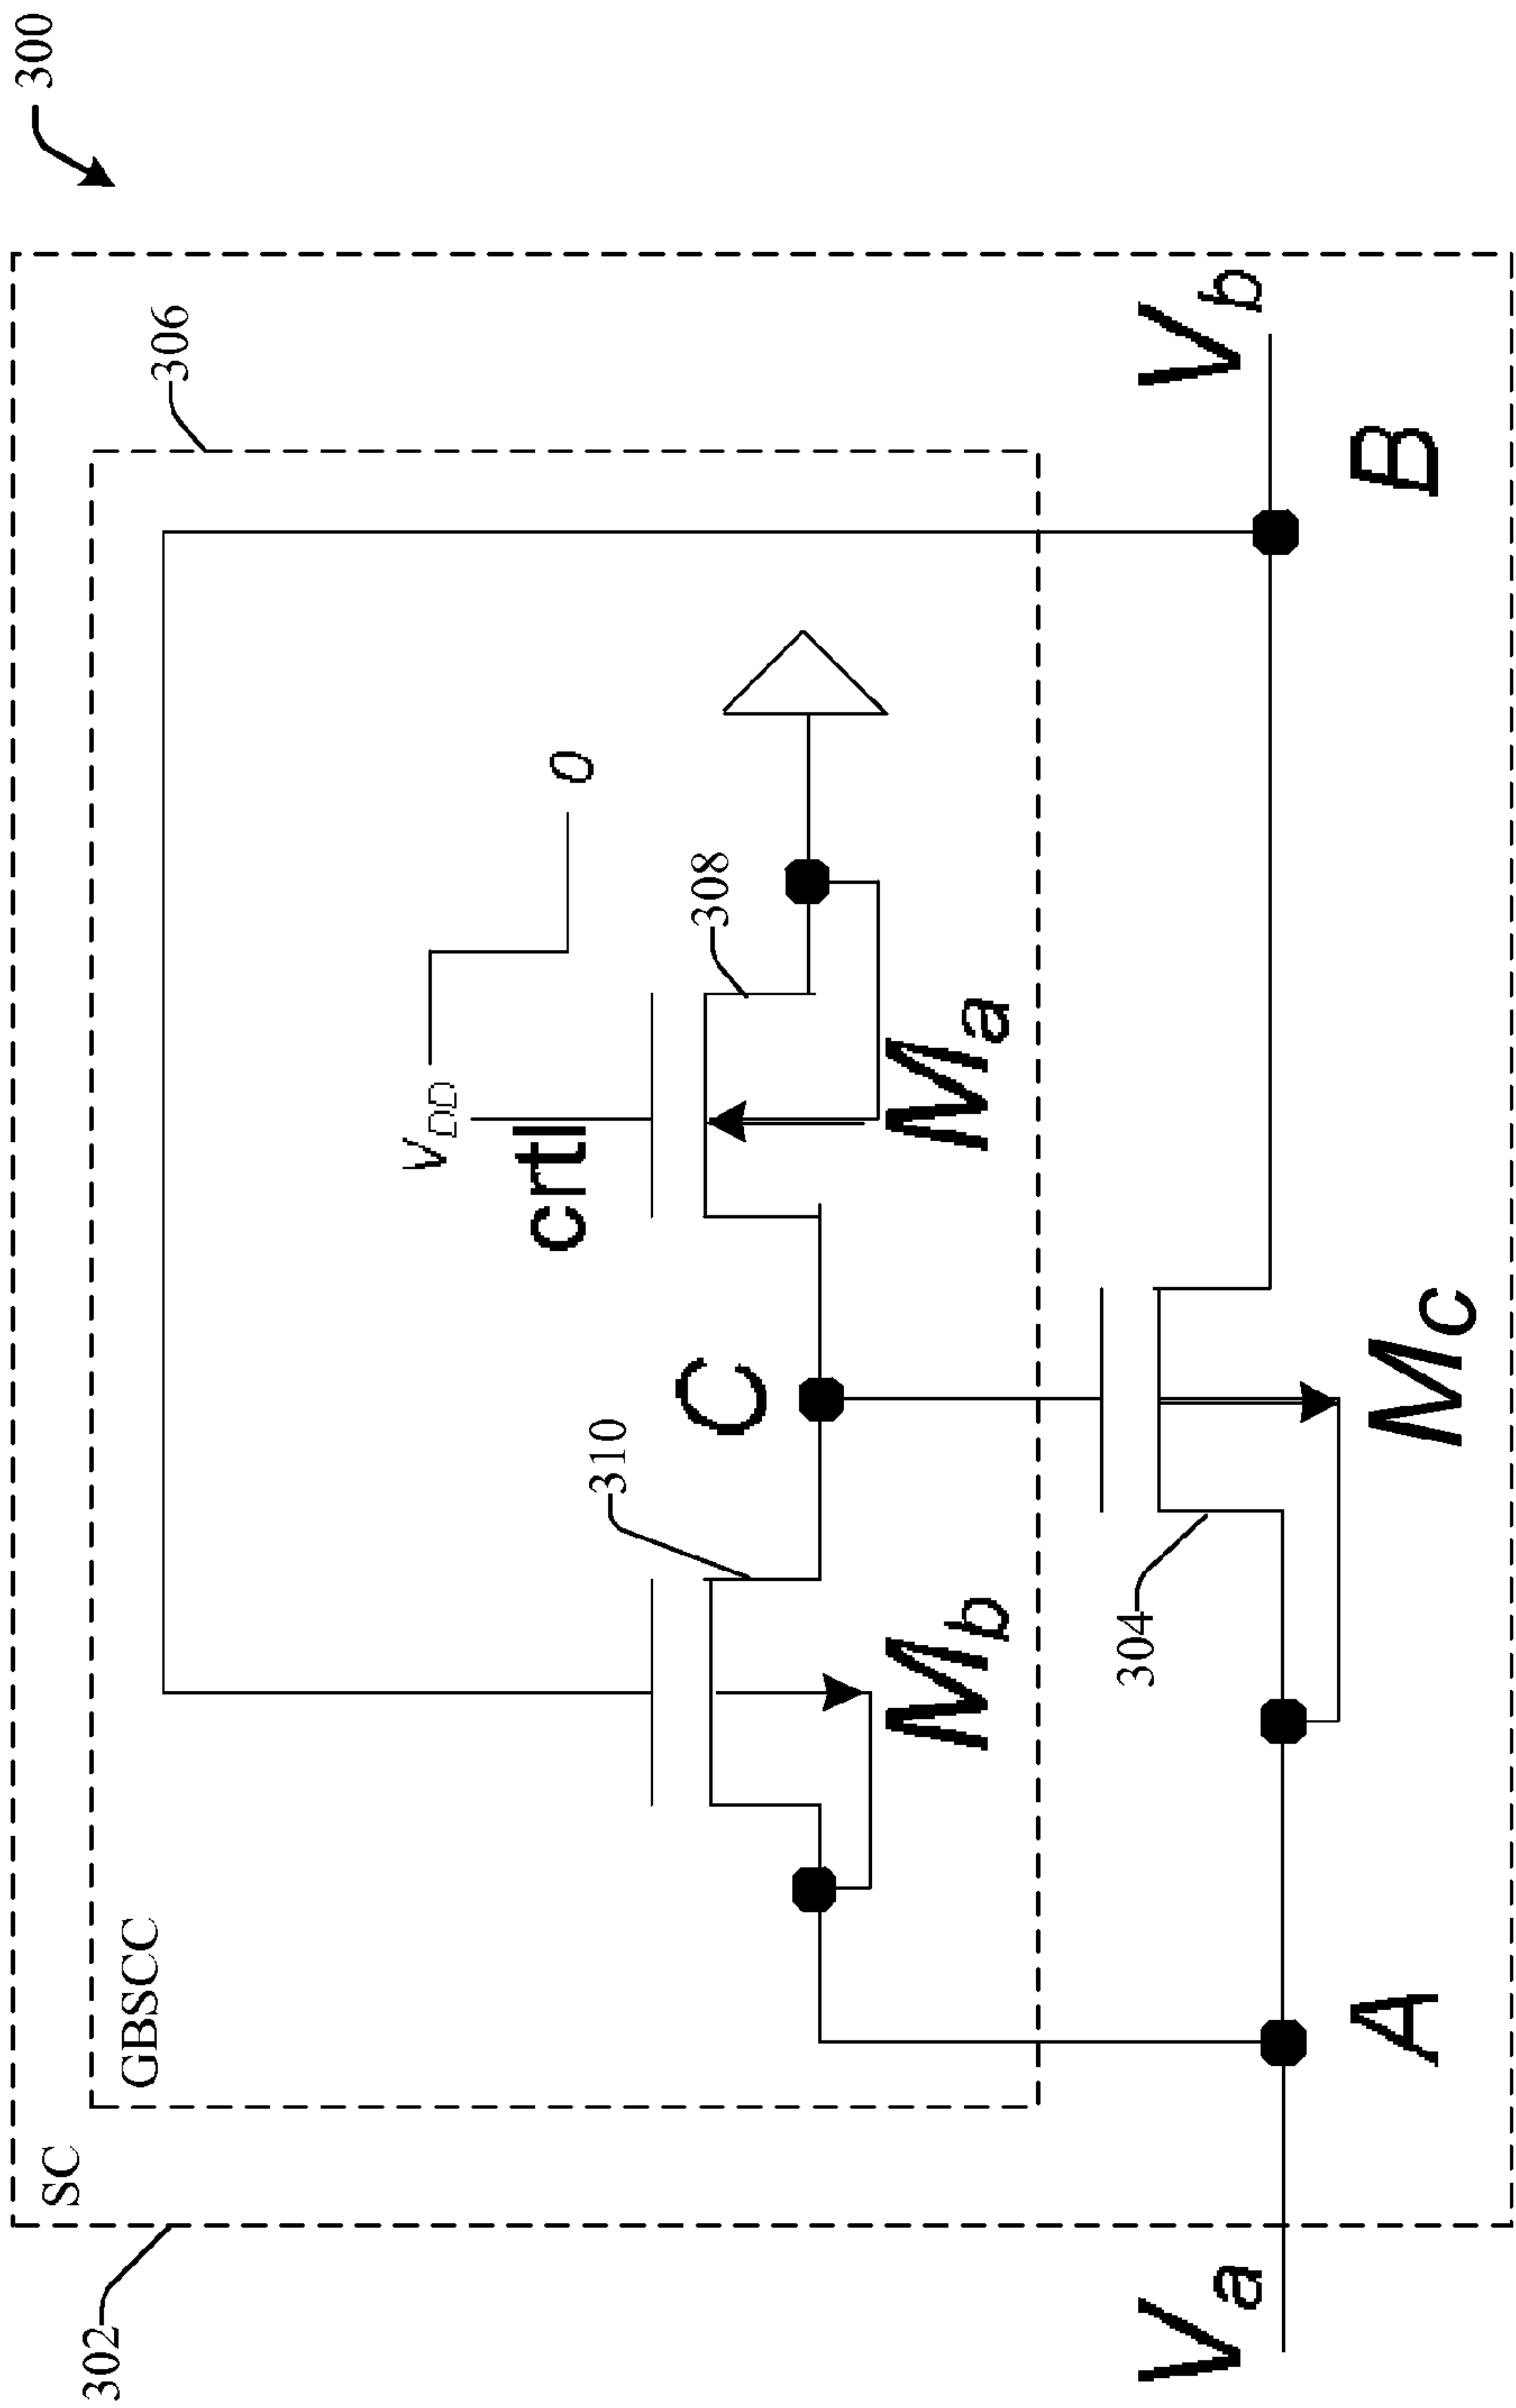 300
302
SC
GBSCC
306
V_DD
0
crtl
310
C
308
M_b
M_a
V_a
304
V_b
A
M_c
B